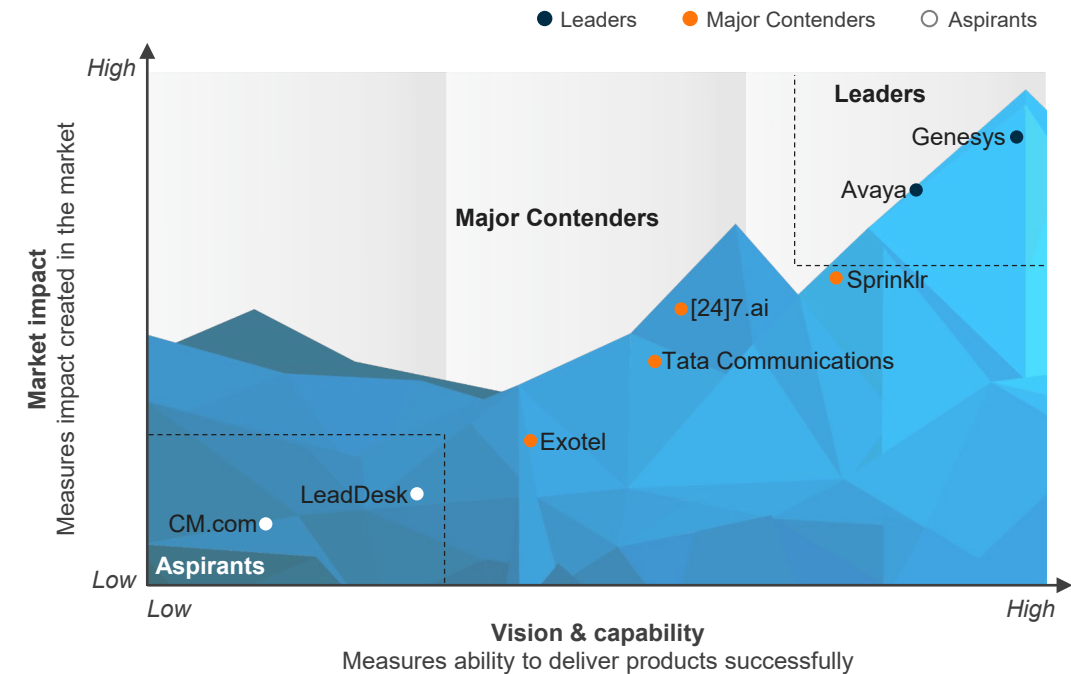 Leaders
Major Contenders
Aspirants
High
Leaders
Genesys
Avaya
Major Contenders
Sprinklr
[24]7.ai
Tata Communications
Exotel
LeadDesk
CM.com
Aspirants
Market impact
Measures impact created in the market
Low
Low
High
Vision & capability
Measures ability to deliver products successfully